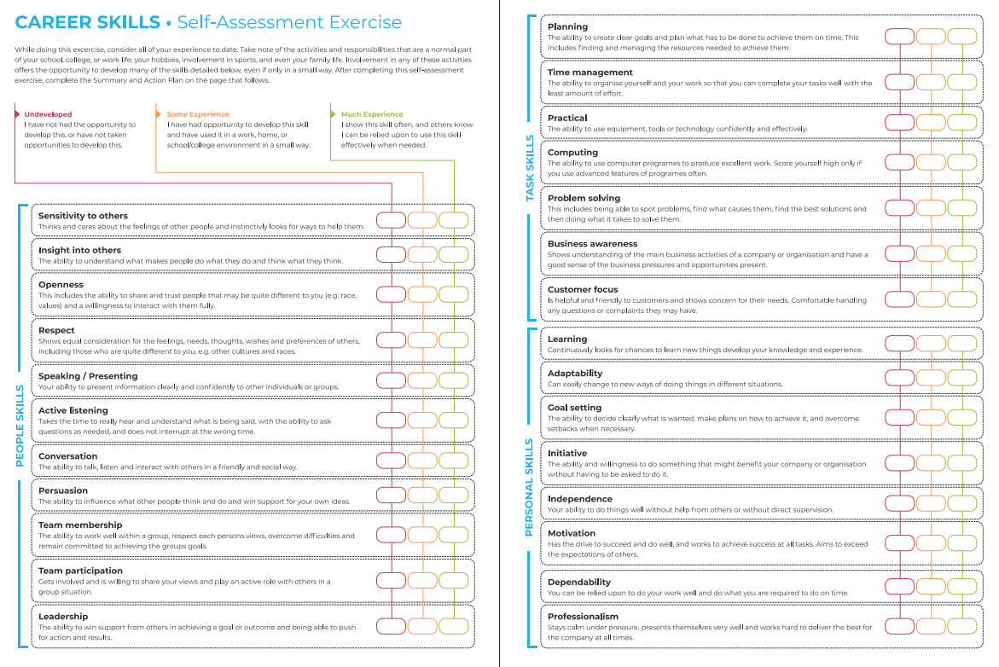 CAREER SKILLS • Self-Assessment Exercise
While doing this excercise, consider all of your experience to date. Take note of the activities and responsibilities that are a normal part
of your school, college, or work life; your hobbies, involvement in sports, and even your family life. Involvement in any of these activities
offers the opportunity to develop many of the skills detailed below, even if only in a small way. After completing this self-assessment
exercise, complete the Summary and Action Plan on the page that follows.
Undeveloped
I have not had the opportunity to
develop this, or have not taken
opportunities to develop this.
Some Experience
I have had opportunity to develop this skill
and have used it in a work, home, or
school/college environment in a small way.
Much Experience
I show this skill often, and others know
I can be relied upon to use this skill
effectively when needed.
PEOPLE SKILLS
Sensitivity to others
Thinks and cares about the feelings of other people and instinctivly looks for ways to help them.
Insight into others
The ability to understand what makes people do what they do and think what they think.
Openness
This includes the ability to share and trust people that may be quite different to you (e.g. race,
values) and a willingness to interact with them fully.
Respect
Shows equal consideration for the feelings, needs, thoughts, wishes and preferences of others,
including those who are quite different to you, e.g. other cultures and races.
Speaking / Presenting
Your ability to present information clearly and confidently to other individuals or groups.
Active listening
Takes the time to really hear and understand what is being said, with the ability to ask
questions as needed, and does not interrupt at the wrong time.
Conversation
The ability to talk, listen and interact with others in a friendly and social way.
Persuasion
The ability to influence what other people think and do and win support for your own ideas.
Team membership
The ability to work well within a group, respect each persons views, overcome difficulties and
remain committed to achieving the groups goals.
Team participation
Gets involved and is willing to share your views and play an active role with others in a
group situation.
Leadership
The ability to win support from others in achieving a goal or outcome and being able to push
for action and results.
TASK SKILLS
Planning
The ability to create clear goals and plan what has to be done to achieve them on time. This
includes finding and managing the resources needed to achieve them.
Time management
The ability to organise yourself and your work so that you can complete your tasks well with the
least amount of effort.
Practical
The ability to use equipment, tools or technology confidently and effectively.
Computing
The ability to use computer programes to produce excellent work. Score yourself high only if
you use advanced features of programes often.
Problem solving
This includes being able to spot problems, find what causes them, find the best solutions and
then doing what it takes to solve them.
Business awareness
Shows understanding of the main business activities of a company or organisation and have a
good sense of the business pressures and opportunities present.
Customer focus
Is helpful and friendly to customers and shows concern for their needs. Comfortable handling
any questions or complaints they may have.
PERSONAL SKILLS
Learning
Continuously looks for chances to learn new things develop your knowledge and experience.
Adaptability
Can easily change to new ways of doing things in different situations.
Goal setting
The ability to decide clearly what is wanted, make plans on how to achieve it, and overcome
setbacks when necessary.
Initiative
The ability and willingness to do something that might benefit your company or organisation
without having to be asked to do it.
Independence
Your ability to do things well without help from others or without direct supervision.
Motivation
Has the drive to succeed and do well, and works to achieve success at all tasks. Aims to exceed
the expectations of others.
Dependability
You can be relied upon to do your work well and do what you are required to do on time.
Professionalism
Stays calm under pressure, presents themselves very well and works hard to deliver the best for
the company at all times.